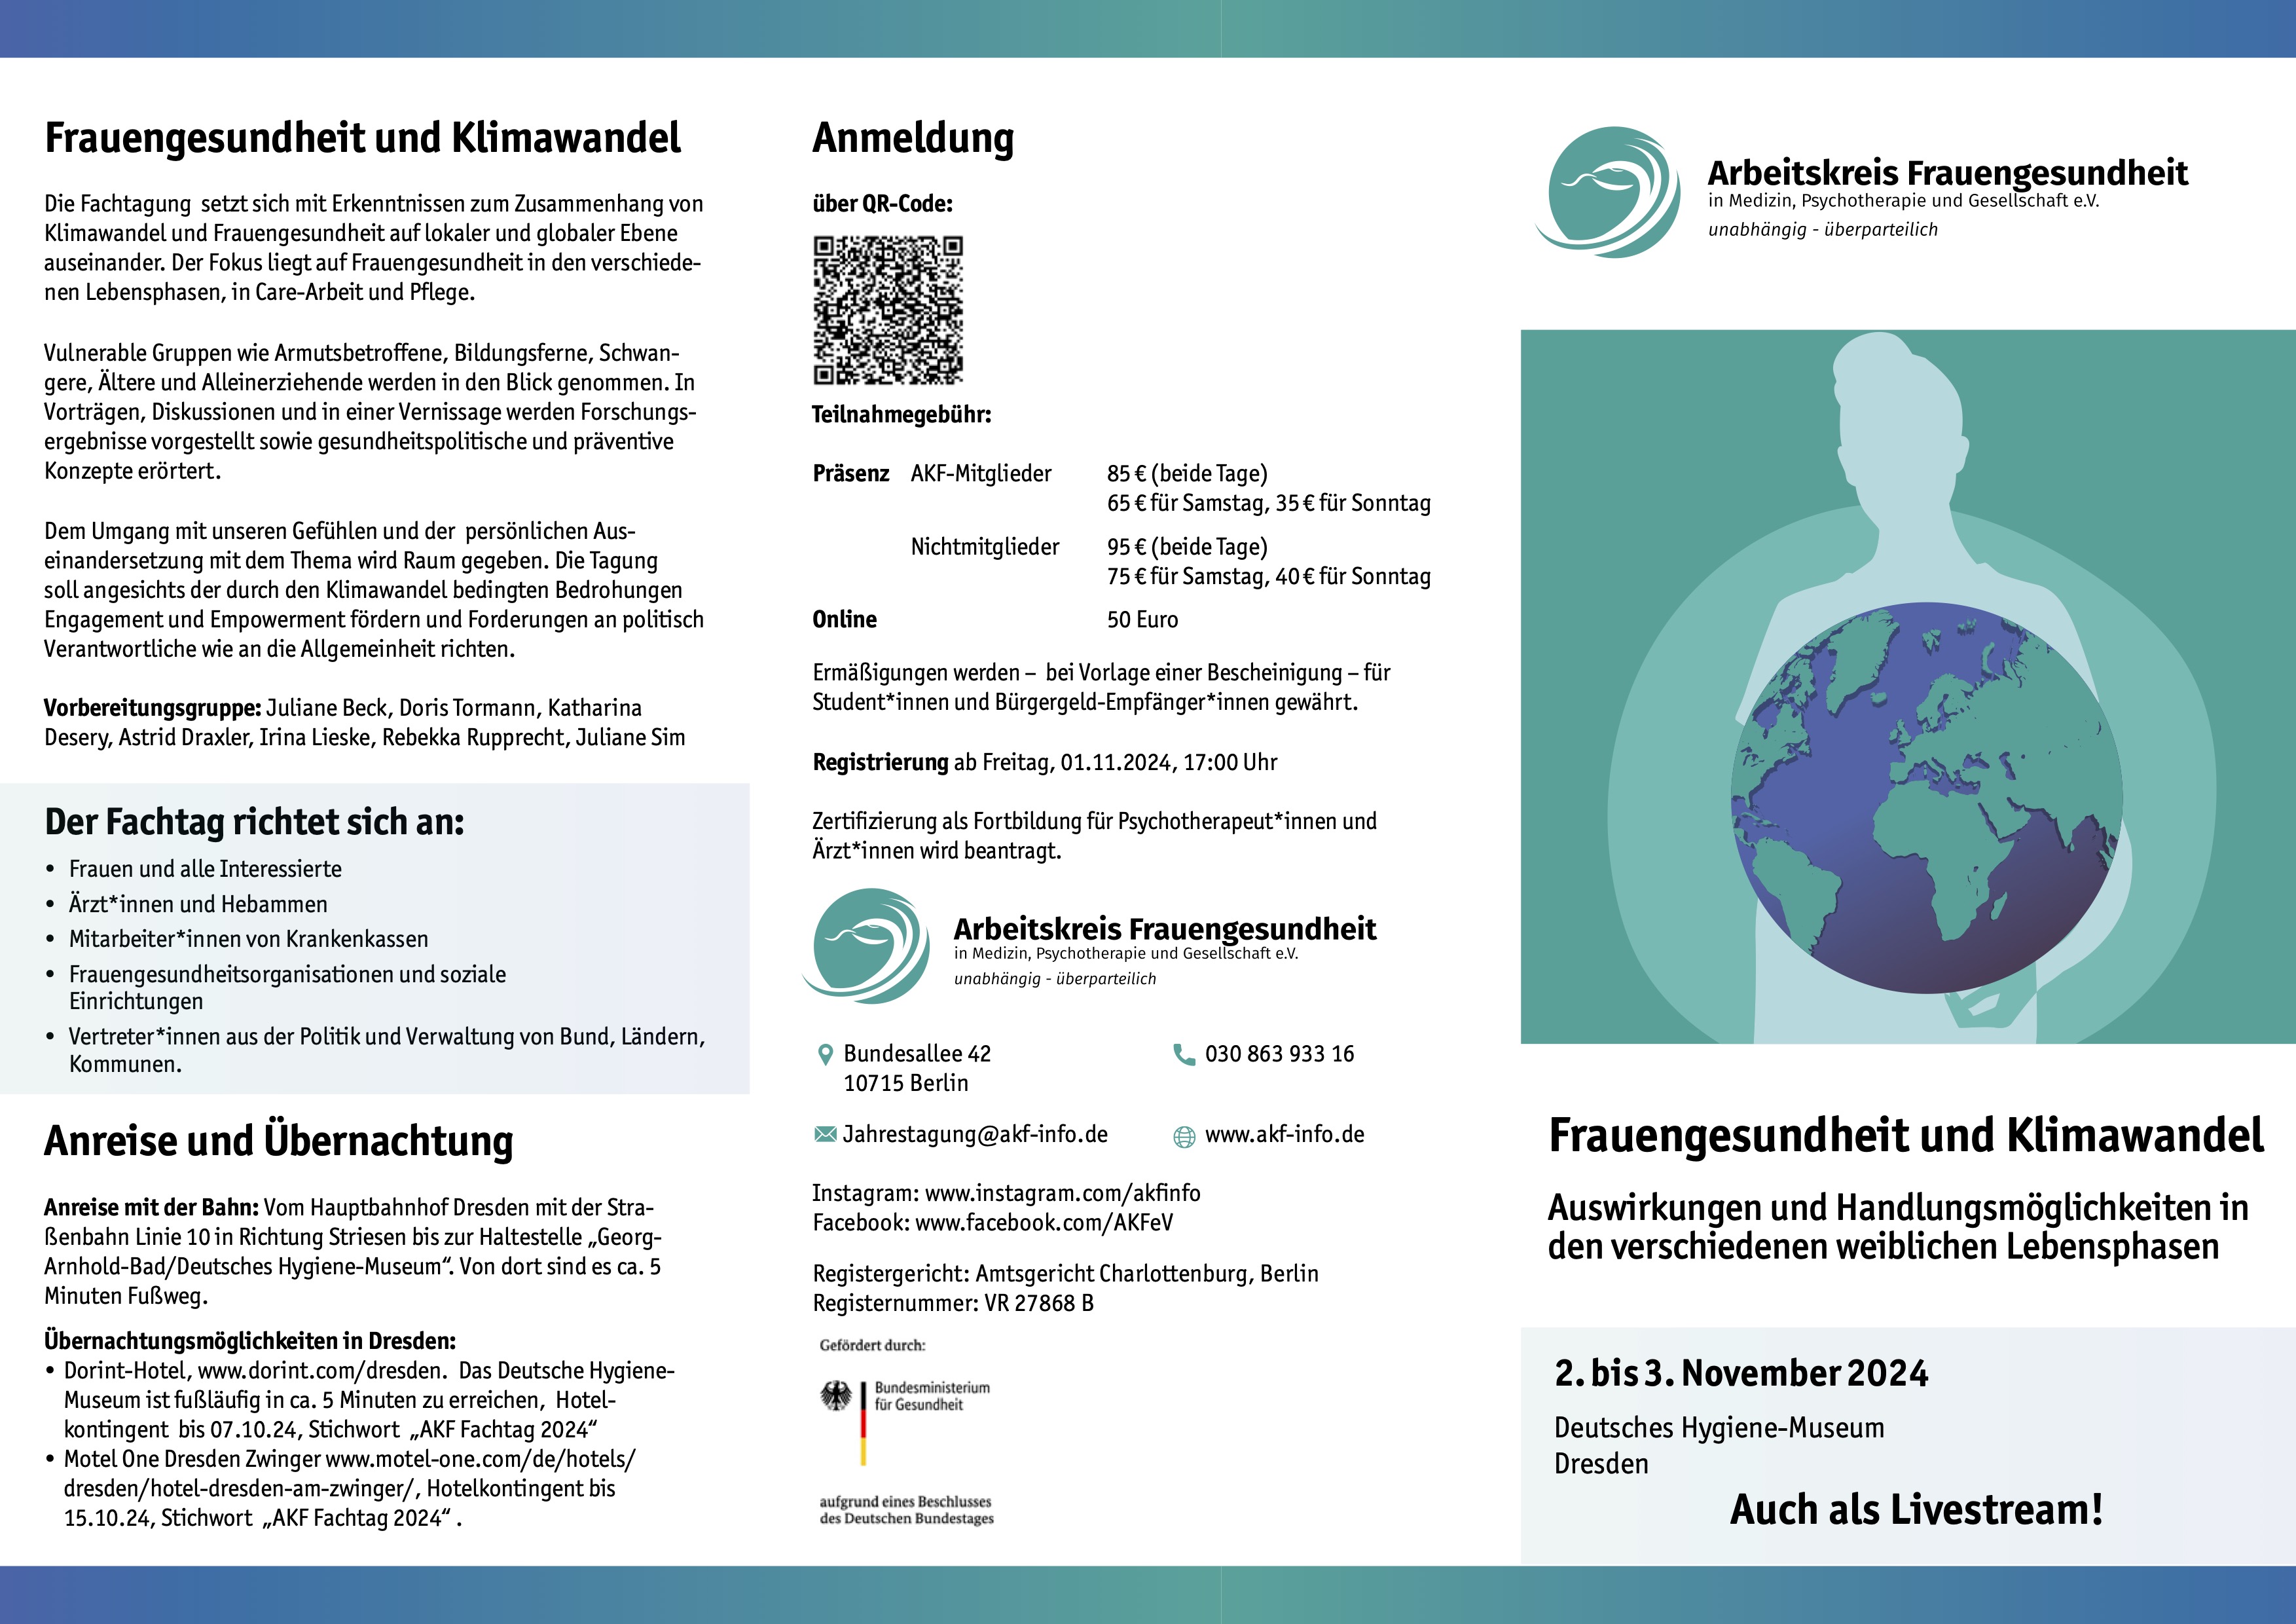 Frauengesundheit und Klimawandel
Die Fachtagung setzt sich mit Erkenntnissen zum Zusammenhang von
Klimawandel und Frauengesundheit auf lokaler und globaler Ebene
auseinander. Der Fokus liegt auf Frauengesundheit in den verschiede-
nen Lebensphasen, in Care-Arbeit und Pflege.
Vulnerable Gruppen wie Armutsbetroffene, Bildungsferne, Schwan-
gere, Ältere und Alleinerziehende werden in den Blick genommen. In
Vorträgen, Diskussionen und in einer Vernissage werden Forschungs-
ergebnisse vorgestellt sowie gesundheitspolitische und präventive
Konzepte erörtert.
Dem Umgang mit unseren Gefühlen und der persönlichen Aus-
einandersetzung mit dem Thema wird Raum gegeben. Die Tagung
soll angesichts der durch den Klimawandel bedingten Bedrohungen
Engagement und Empowerment fördern und Forderungen an politisch
Verantwortliche wie an die Allgemeinheit richten.
Vorbereitungsgruppe: Juliane Beck, Doris Tormann, Katharina
Desery, Astrid Draxler, Irina Lieske, Rebekka Rupprecht, Juliane Sim
Der Fachtag richtet sich an:
• Frauen und alle Interessierte
• Ärzt*innen und Hebammen
• Mitarbeiter*innen von Krankenkassen
• Frauengesundheitsorganisationen und soziale
Einrichtungen
• Vertreter*innen aus der Politik und Verwaltung von Bund, Ländern,
Kommunen.
Anreise und Übernachtung
Anreise mit der Bahn: Vom Hauptbahnhof Dresden mit der Stra-
ßenbahn Linie 10 in Richtung Striesen bis zur Haltestelle „Georg-
Arnhold-Bad/Deutsches Hygiene-Museum“. Von dort sind es ca. 5
Minuten Fußweg.
Übernachtungsmöglichkeiten in Dresden:
• Dorint-Hotel, www.dorint.com/dresden. Das Deutsche Hygiene-
Museum ist fußläufig in ca. 5 Minuten zu erreichen, Hotel-
kontingent bis 07.10.24, Stichwort „AKF Fachtag 2024“
• Motel One Dresden Zwinger www.motel-one.com/de/hotels/
dresden/hotel-dresden-am-zwinger/, Hotelkontingent bis
15.10.24, Stichwort „AKF Fachtag 2024“ .
Anmeldung
über QR-Code:
Teilnahmegebühr:
Präsenz AKF-Mitglieder 85 € (beide Tage)
65 € für Samstag, 35 € für Sonntag
Nichtmitglieder 95 € (beide Tage)
75 € für Samstag, 40 € für Sonntag
Online 50 Euro
Ermäßigungen werden – bei Vorlage einer Bescheinigung – für
Student*innen und Bürgergeld-Empfänger*innen gewährt.
Registrierung ab Freitag, 01.11.2024, 17:00 Uhr
Zertifizierung als Fortbildung für Psychotherapeut*innen und
Ärzt*innen wird beantragt.
Arbeitskreis Frauengesundheit
in Medizin, Psychotherapie und Gesellschaft e.V.
unabhängig - überparteilich
Bundesallee 42 030 863 933 16
10715 Berlin
Jahrestagung@akf-info.de www.akf-info.de
Instagram: www.instagram.com/akfinfo
Facebook: www.facebook.com/AKFeV
Registergericht: Amtsgericht Charlottenburg, Berlin
Registernummer: VR 27868 B
Gefördert durch:
Bundesministerium
für Gesundheit
aufgrund eines Beschlusses
des Deutschen Bundestages
Arbeitskreis Frauengesundheit
in Medizin, Psychotherapie und Gesellschaft e.V.
unabhängig - überparteilich
Frauengesundheit und Klimawandel
Auswirkungen und Handlungsmöglichkeiten in
den verschiedenen weiblichen Lebensphasen
2. bis 3. November 2024
Deutsches Hygiene-Museum
Dresden
Auch als Livestream!